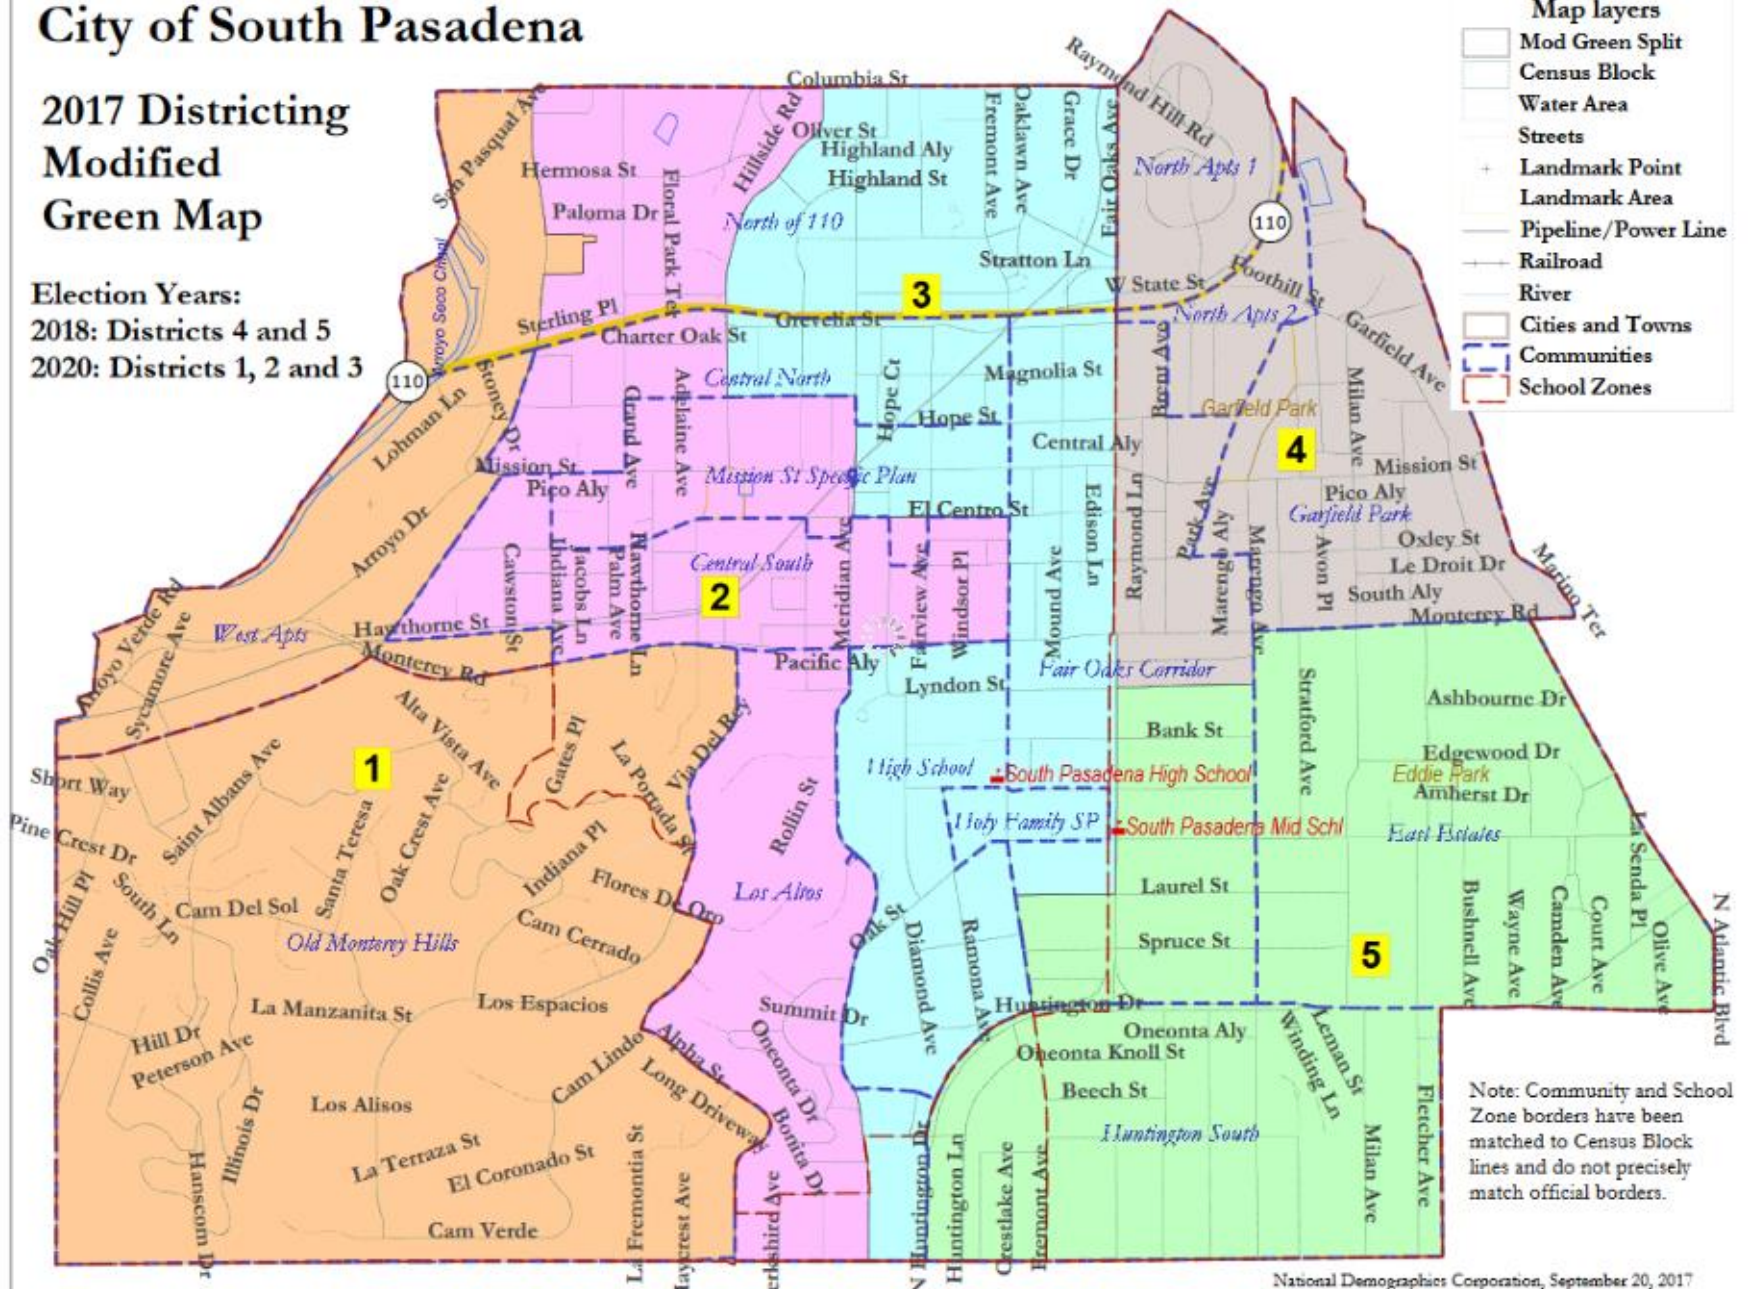 City of South Pasadena
2017 Districting
Modified
Green Map
Election Years:
2018: Districts 4 and 5
2020: Districts 1, 2 and 3
Map layers
Mod Green Split
Census Block
Water Area
Streets
Landmark Point
Landmark Area
Pipeline/Power Line
Railroad
River
Cities and Towns
Communities
School Zones
Columbia St
Raymond Hill Rd
San Pasqual Ave
Hillside Rd
Oliver St
Highland Aly
Highland St
Fremont Ave
Oaklawn Ave
Grace Dr
Fair Oaks Ave
North Apts 1
Hermosa St
Paloma Dr
Floral Park Ter
North of 110
110
Stratton Ln
W State St
Foothill St
3
Arroyo Seco Chnnl
Sterling Pl
Charter Oak St
Grevelia St
North Apts 2
Garfield Ave
110
Lohman Ln
Stoney Dr
Central North
Grand Ave
Adelaine Ave
Hope Ct
Magnolia St
Brent Ave
Milan Ave
Garfield Park
Hope St
Central Aly
4
Mission St
Mission St
Pico Aly
Mission St Specific Plan
Pico Aly
El Centro St
Garfield Park
Arroyo Dr
Edison Ln
Raymond Ln
Park Ave
Marengo Aly
Marengo Ave
Avon Pl
Oxley St
Le Droit Dr
South Aly
Monterey Rd
Marino Ter
Cawston St
Indiana Ave
Jacobs Ln
Palm Ave
Hawthorne Ln
Central South
2
Meridian Ave
Fairview Ave
Windsor Pl
Mound Ave
Arroyo Verde Rd
Sycamore Ave
West Apts
Hawthorne St
Monterey Rd
Pacific Aly
Lyndon St
Fair Oaks Corridor
Stratford Ave
Ashbourne Dr
Alta Vista Ave
Gates Pl
La Portada St
Via Del Rey
Bank St
Edgewood Dr
Short Way
1
High School
South Pasadena High School
Eddie Park
Amherst Dr
Saint Albans Ave
Santa Teresa
Oak Crest Ave
Rollin St
Holy Family SP
South Pasadena Mid Schl
East Estates
La Senda Pl
Pine Crest Dr
Oak Hill Pl
South Ln
Cam Del Sol
Indiana Pl
Flores De Oro
Los Altos
Laurel St
Cam Cerrado
Oak St
Old Monterey Hills
Diamond Ave
Ramona Ave
Spruce St
5
Bushnell Ave
Wayne Ave
Camden Ave
Court Ave
Olive Ave
N Atlantic Blvd
Collis Ave
La Manzanita St
Los Espacios
Summit Dr
Huntington Dr
Hill Dr
Peterson Ave
Cam Lindo
Alpha St
Oneonta Dr
Oneonta Aly
Oneonta Knoll St
Winding Ln
Leman St
Illinois Dr
Los Alisos
Long Driveway
Bonita Dr
Beech St
Fletcher Ave
Huntington South
Milan Ave
La Terraza St
El Coronado St
Hanscom Dr
Cam Verde
La Fremontia St
N Huntington Dr
Huntington Ln
Crestlake Ave
Fremont Ave
Note: Community and School
Zone borders have been
matched to Census Block
lines and do not precisely
match official borders.
National Demographics Corporation, September 20, 2017